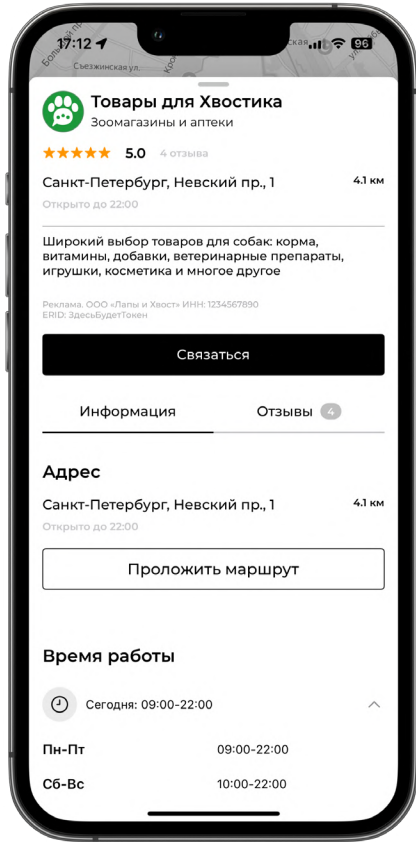 17:12
96
Съезжинская ул.
Товары для Хвостика
Зоомагазины и аптеки
5.0 4 отзыва
Санкт-Петербург, Невский пр., 1 4.1 км
Открыто до 22:00
Широкий выбор товаров для собак: корма,
витамины, добавки, ветеринарные препараты,
игрушки, косметика и многое другое
Реклама. ООО «Лапы и Хвост» ИНН: 1234567890
ERID: ЗдесьБудетТокен
Связаться
Информация Отзывы 4
Адрес
Санкт-Петербург, Невский пр., 1 4.1 км
Открыто до 22:00
Проложить маршрут
Время работы
Сегодня: 09:00-22:00
Пн-Пт 09:00-22:00
Сб-Вс 10:00-22:00